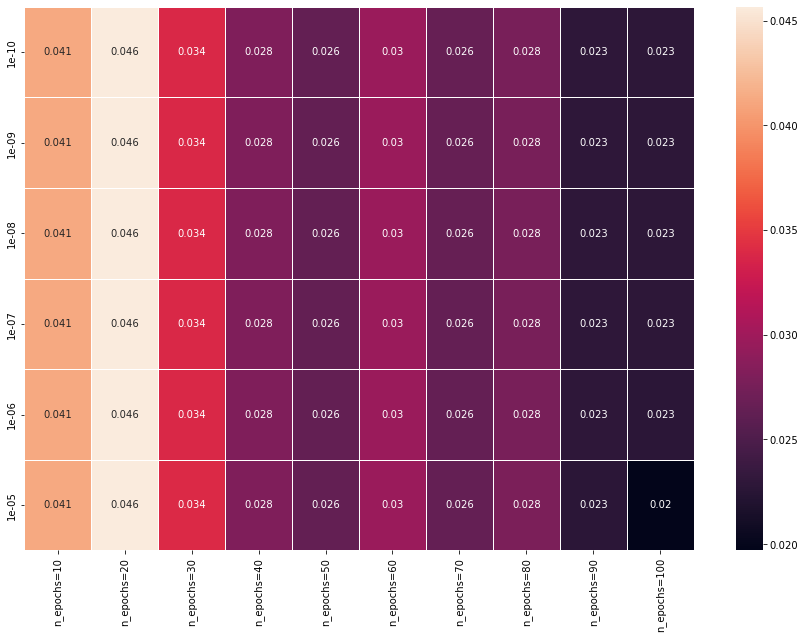 1e-10 0.041 0.046 0.034 0.028 0.026 0.03 0.026 0.028 0.023 0.023
1e-09 0.041 0.046 0.034 0.028 0.026 0.03 0.026 0.028 0.023 0.023
1e-08 0.041 0.046 0.034 0.028 0.026 0.03 0.026 0.028 0.023 0.023
1e-07 0.041 0.046 0.034 0.028 0.026 0.03 0.026 0.028 0.023 0.023
1e-06 0.041 0.046 0.034 0.028 0.026 0.03 0.026 0.028 0.023 0.023
1e-05 0.041 0.046 0.034 0.028 0.026 0.03 0.026 0.028 0.023 0.02
n_epochs=10 n_epochs=20 n_epochs=30 n_epochs=40 n_epochs=50 n_epochs=60 n_epochs=70 n_epochs=80 n_epochs=90 n_epochs=100
0.045
0.040
0.035
0.030
0.025
0.020